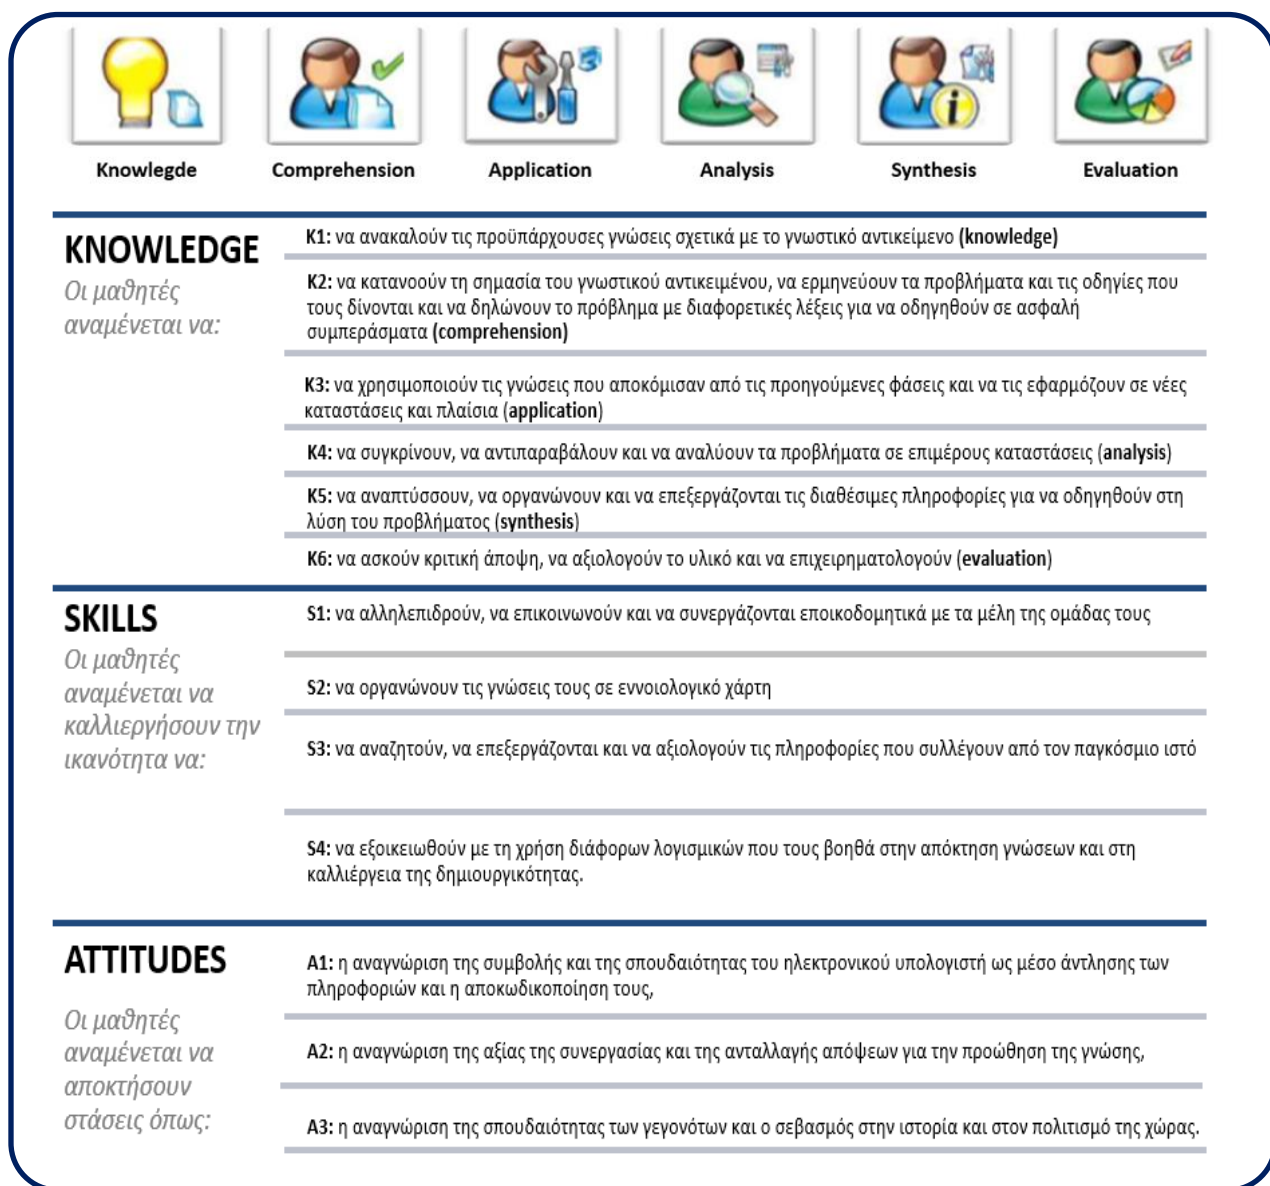 Knowlegde Comprehension Application Analysis Synthesis Evaluation
KNOWLEDGE
Οι μαθητές
αναμένεται να:
K1: να ανακαλούν τις προϋπάρχουσες γνώσεις σχετικά με το γνωστικό αντικείμενο (knowledge)
K2: να κατανοούν τη σημασία του γνωστικού αντικειμένου, να ερμηνεύουν τα προβλήματα και τις οδηγίες που
τους δίνονται και να δηλώνουν το πρόβλημα με διαφορετικές λέξεις για να οδηγηθούν σε ασφαλή
συμπεράσματα (comprehension)
K3: να χρησιμοποιούν τις γνώσεις που αποκόμισαν από τις προηγούμενες φάσεις και να τις εφαρμόζουν σε νέες
καταστάσεις και πλαίσια (application)
K4: να συγκρίνουν, να αντιπαραβάλουν και να αναλύουν τα προβλήματα σε επιμέρους καταστάσεις (analysis)
K5: να αναπτύσσουν, να οργανώνουν και να επεξεργάζονται τις διαθέσιμες πληροφορίες για να οδηγηθούν στη
λύση του προβλήματος (synthesis)
K6: να ασκούν κριτική άποψη, να αξιολογούν το υλικό και να επιχειρηματολογούν (evaluation)
SKILLS
Οι μαθητές
αναμένεται να
καλλιεργήσουν την
ικανότητα να:
S1: να αλληλεπιδρούν, να επικοινωνούν και να συνεργάζονται εποικοδομητικά με τα μέλη της ομάδας τους
S2: να οργανώνουν τις γνώσεις τους σε εννοιολογικό χάρτη
S3: να αναζητούν, να επεξεργάζονται και να αξιολογούν τις πληροφορίες που συλλέγουν από τον παγκόσμιο ιστό
S4: να εξοικειωθούν με τη χρήση διάφορων λογισμικών που τους βοηθά στην απόκτηση γνώσεων και στη
καλλιέργεια της δημιουργικότητας.
ATTITUDES
Οι μαθητές
αναμένεται να
αποκτήσουν
στάσεις όπως:
A1: η αναγνώριση της συμβολής και της σπουδαιότητας του ηλεκτρονικού υπολογιστή ως μέσο άντλησης των
πληροφοριών και η αποκωδικοποίηση τους,
A2: η αναγνώριση της αξίας της συνεργασίας και της ανταλλαγής απόψεων για την προώθηση της γνώσης,
A3: η αναγνώριση της σπουδαιότητας των γεγονότων και ο σεβασμός στην ιστορία και στον πολιτισμό της χώρας.